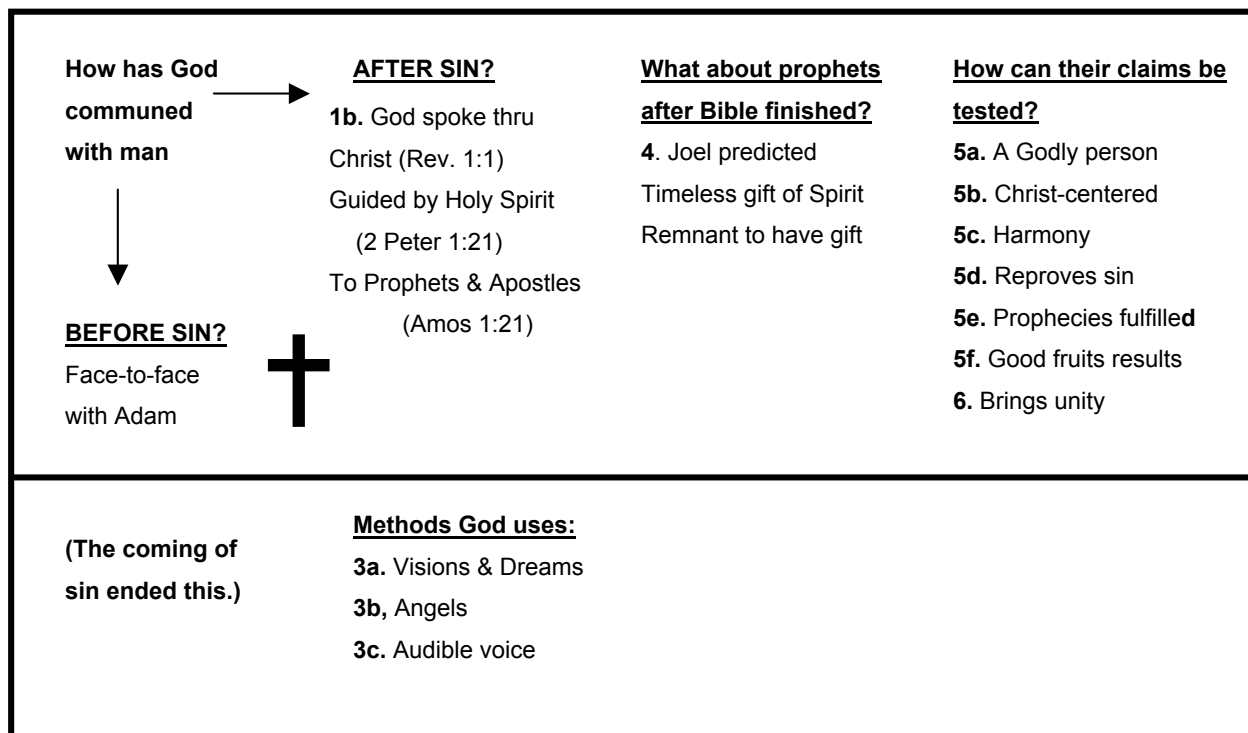 How has God
communed
with man
BEFORE SIN?
Face-to-face
with Adam
AFTER SIN?
1b. God spoke thru
Christ (Rev. 1:1)
Guided by Holy Spirit
(2 Peter 1:21)
To Prophets & Apostles
(Amos 1:21)
What about prophets
after Bible finished?
4. Joel predicted
Timeless gift of Spirit
Remnant to have gift
How can their claims be
tested?
5a. A Godly person
5b. Christ-centered
5c. Harmony
5d. Reproves sin
5e. Prophecies fulfilled
5f. Good fruits results
6. Brings unity
(The coming of
sin ended this.)
Methods God uses:
3a. Visions & Dreams
3b, Angels
3c. Audible voice